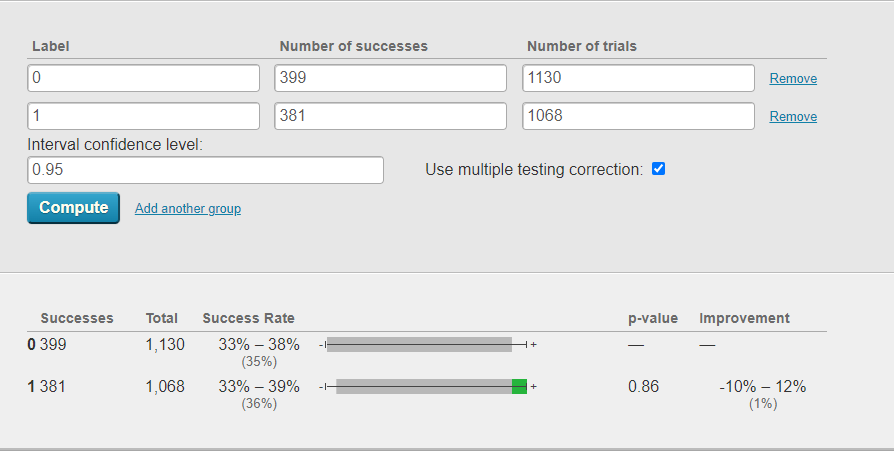 Label Number of successes Number of trials
0 399 1130 Remove
1 381 1068 Remove
Interval confidence level:
0.95 Use multiple testing correction:
Compute Add another group
Successes Total Success Rate p-value Improvement
0 399 1,130 33% – 38% - + — —
(35%)
1 381 1,068 33% – 39% - + 0.86 -10% – 12%
(36%) (1%)